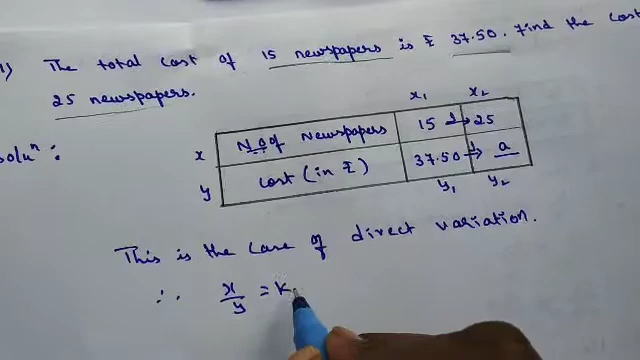 1) The total cost of 15 newspapers is ₹ 37.50. Find the cost
25 newspapers.
Soluⁿ:
x₁ x₂
x No of Newspapers 15 25
y cost (in ₹) 37.50 a
y₁ y₂
This is the case of direct variation.
∴ x/y = k